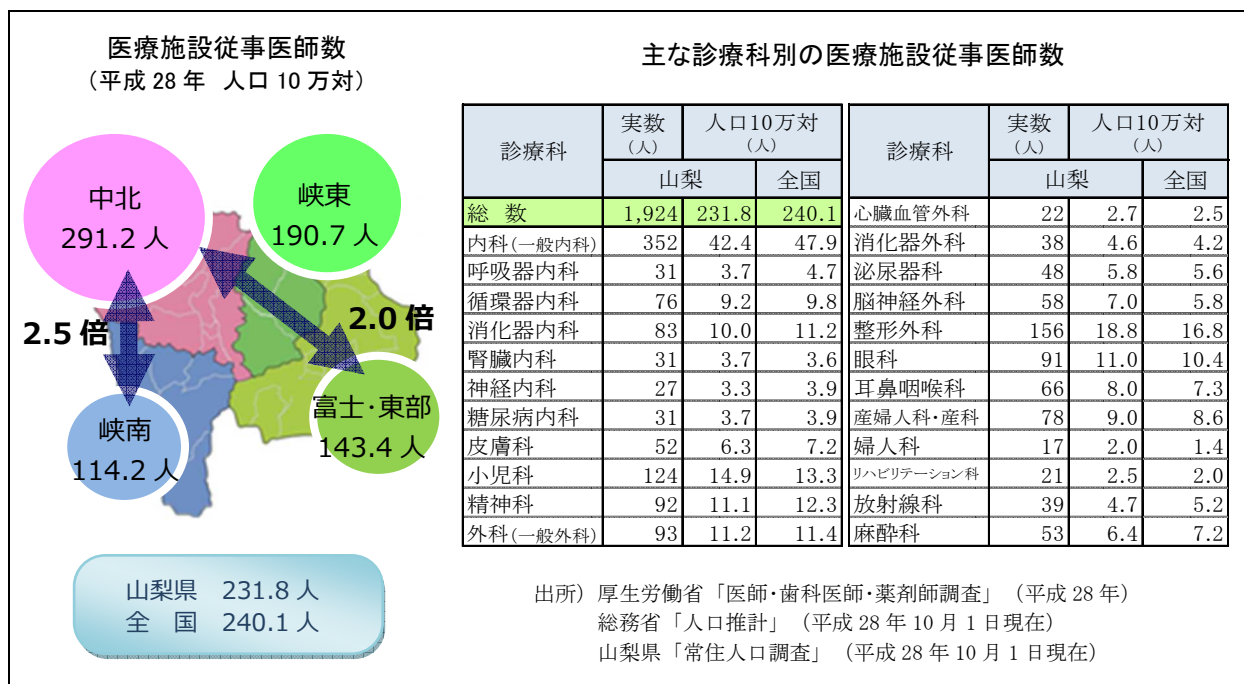 医療施設従事医師数
（平成 28 年 人口 10 万対）
中北
291.2 人
峡東
190.7 人
2.5 倍
2.0 倍
峡南
114.2 人
富士・東部
143.4 人
山梨県 231.8 人
全 国 240.1 人
主な診療科別の医療施設従事医師数
診療科 実数（人） 人口10万対（人）
山梨 全国
総 数 1,924 231.8 240.1
内科(一般内科) 352 42.4 47.9
呼吸器内科 31 3.7 4.7
循環器内科 76 9.2 9.8
消化器内科 83 10.0 11.2
腎臓内科 31 3.7 3.6
神経内科 27 3.3 3.9
糖尿病内科 31 3.7 3.9
皮膚科 52 6.3 7.2
小児科 124 14.9 13.3
精神科 92 11.1 12.3
外科(一般外科) 93 11.2 11.4
診療科 実数（人） 人口10万対（人）
山梨 全国
心臓血管外科 22 2.7 2.5
消化器外科 38 4.6 4.2
泌尿器科 48 5.8 5.6
脳神経外科 58 7.0 5.8
整形外科 156 18.8 16.8
眼科 91 11.0 10.4
耳鼻咽喉科 66 8.0 7.3
産婦人科・産科 78 9.0 8.6
婦人科 17 2.0 1.4
リハビリテーション科 21 2.5 2.0
放射線科 39 4.7 5.2
麻酔科 53 6.4 7.2
出所）厚生労働省「医師・歯科医師・薬剤師調査」（平成 28 年）
総務省「人口推計」（平成 28 年 10 月 1 日現在）
山梨県「常住人口調査」（平成 28 年 10 月 1 日現在）